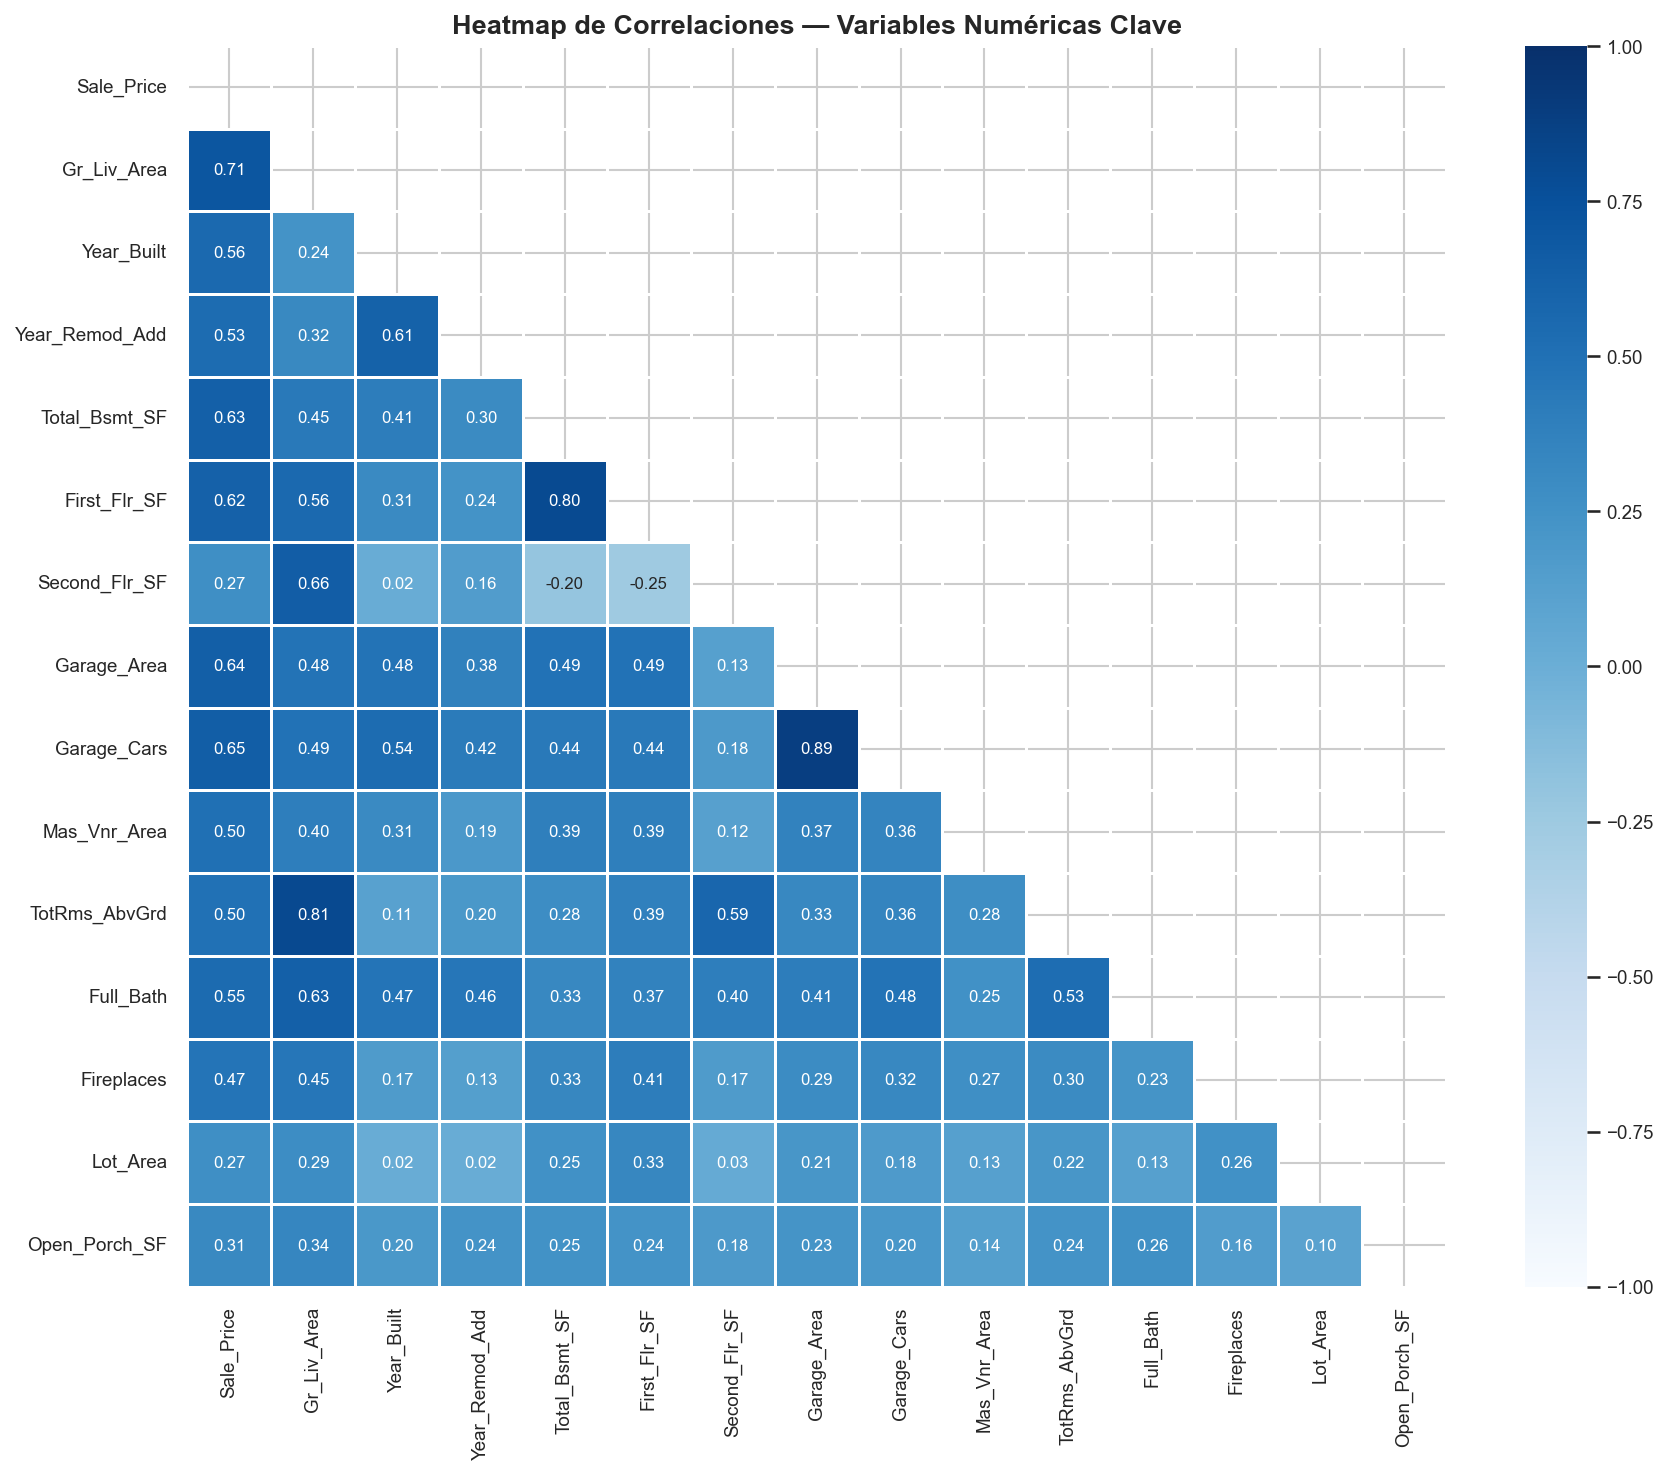 Heatmap de Correlaciones — Variables Numéricas Clave
Sale_Price
Gr_Liv_Area 0.71
Year_Built 0.56 0.24
Year_Remod_Add 0.53 0.32 0.61
Total_Bsmt_SF 0.63 0.45 0.41 0.30
First_Flr_SF 0.62 0.56 0.31 0.24 0.80
Second_Flr_SF 0.27 0.66 0.02 0.16 -0.20 -0.25
Garage_Area 0.64 0.48 0.48 0.38 0.49 0.49 0.13
Garage_Cars 0.65 0.49 0.54 0.42 0.44 0.44 0.18 0.89
Mas_Vnr_Area 0.50 0.40 0.31 0.19 0.39 0.39 0.12 0.37 0.36
TotRms_AbvGrd 0.50 0.81 0.11 0.20 0.28 0.39 0.59 0.33 0.36 0.28
Full_Bath 0.55 0.63 0.47 0.46 0.33 0.37 0.40 0.41 0.48 0.25 0.53
Fireplaces 0.47 0.45 0.17 0.13 0.33 0.41 0.17 0.29 0.32 0.27 0.30 0.23
Lot_Area 0.27 0.29 0.02 0.02 0.25 0.33 0.03 0.21 0.18 0.13 0.22 0.13 0.26
Open_Porch_SF 0.31 0.34 0.20 0.24 0.25 0.24 0.18 0.23 0.20 0.14 0.24 0.26 0.16 0.10
Sale_Price
Gr_Liv_Area
Year_Built
Year_Remod_Add
Total_Bsmt_SF
First_Flr_SF
Second_Flr_SF
Garage_Area
Garage_Cars
Mas_Vnr_Area
TotRms_AbvGrd
Full_Bath
Fireplaces
Lot_Area
Open_Porch_SF
1.00
0.75
0.50
0.25
0.00
−0.25
−0.50
−0.75
−1.00